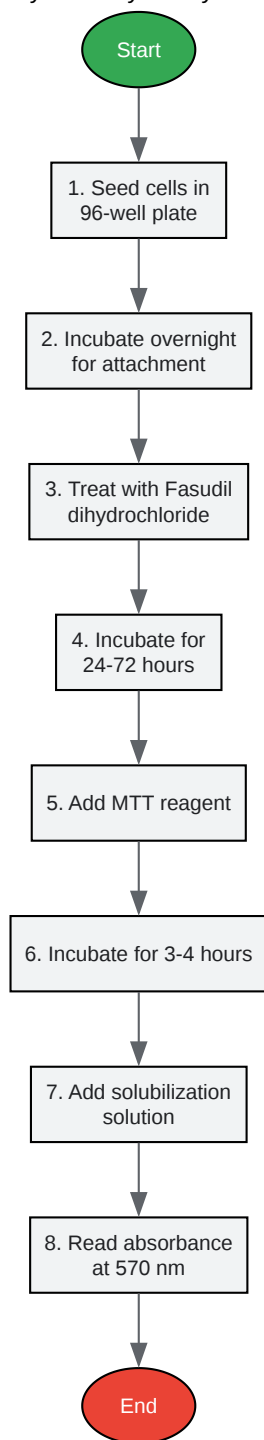 Start
1. Seed cells in
96-well plate
2. Incubate overnight
for attachment
3. Treat with Fasudil
dihydrochloride
4. Incubate for
24-72 hours
5. Add MTT reagent
6. Incubate for 3-4 hours
7. Add solubilization
solution
8. Read absorbance
at 570 nm
End